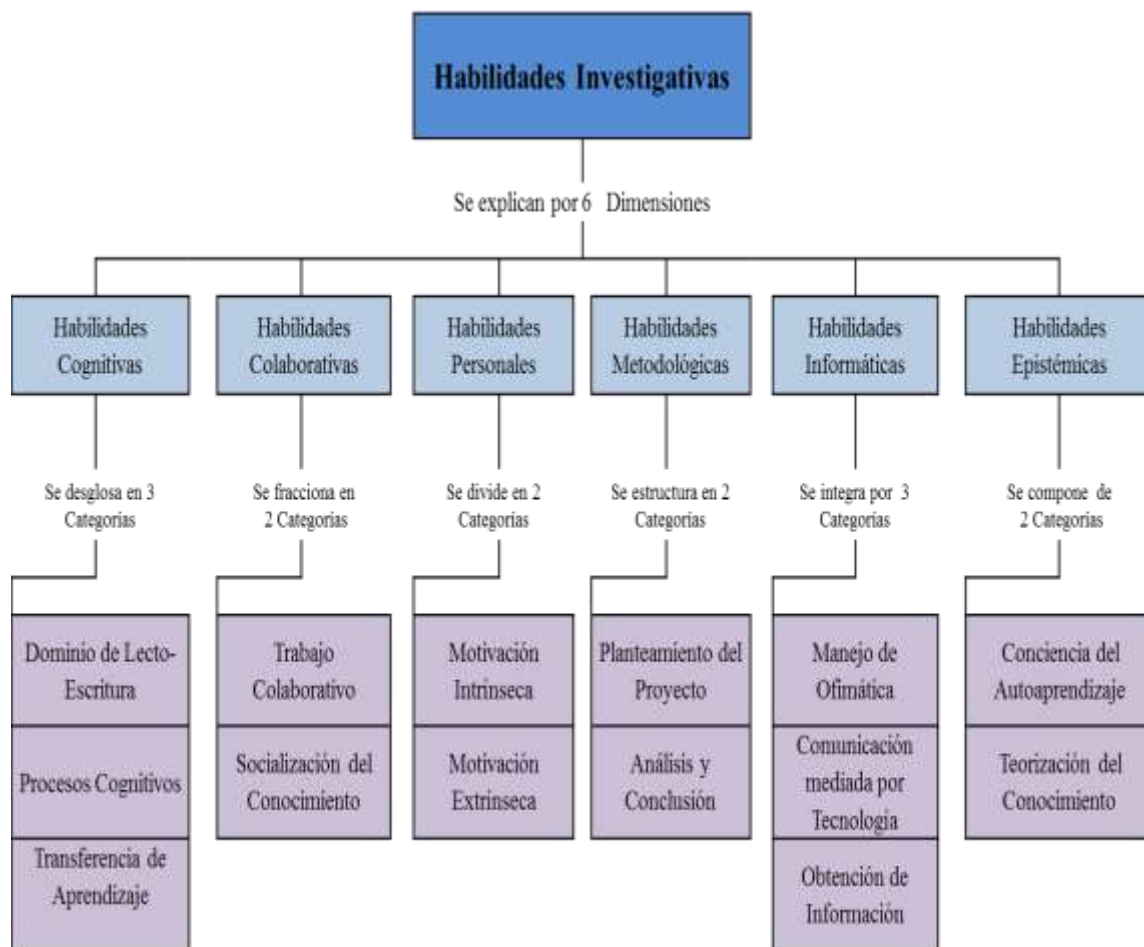 Habilidades Investigativas
Se explican por 6 Dimensiones
Habilidades
Cognitivas
Habilidades
Colaborativas
Habilidades
Personales
Habilidades
Metodológicas
Habilidades
Informáticas
Habilidades
Epistémicas
Se desglosa en 3
Categorías
Se fracciona en
2 Categorías
Se divide en 2
Categorías
Se estructura en 2
Categorías
Se integra por 3
Categorías
Se compone de
2 Categorías
Dominio de Lecto-
Escritura
Procesos Cognitivos
Transferencia de
Aprendizaje
Trabajo
Colaborativo
Socialización del
Conocimiento
Motivación
Intrínseca
Motivación
Extrínseca
Planteamiento del
Proyecto
Análisis y
Conclusión
Manejo de
Ofimática
Comunicación
mediada por
Tecnología
Obtención de
Información
Conciencia del
Autoaprendizaje
Teorización del
Conocimiento